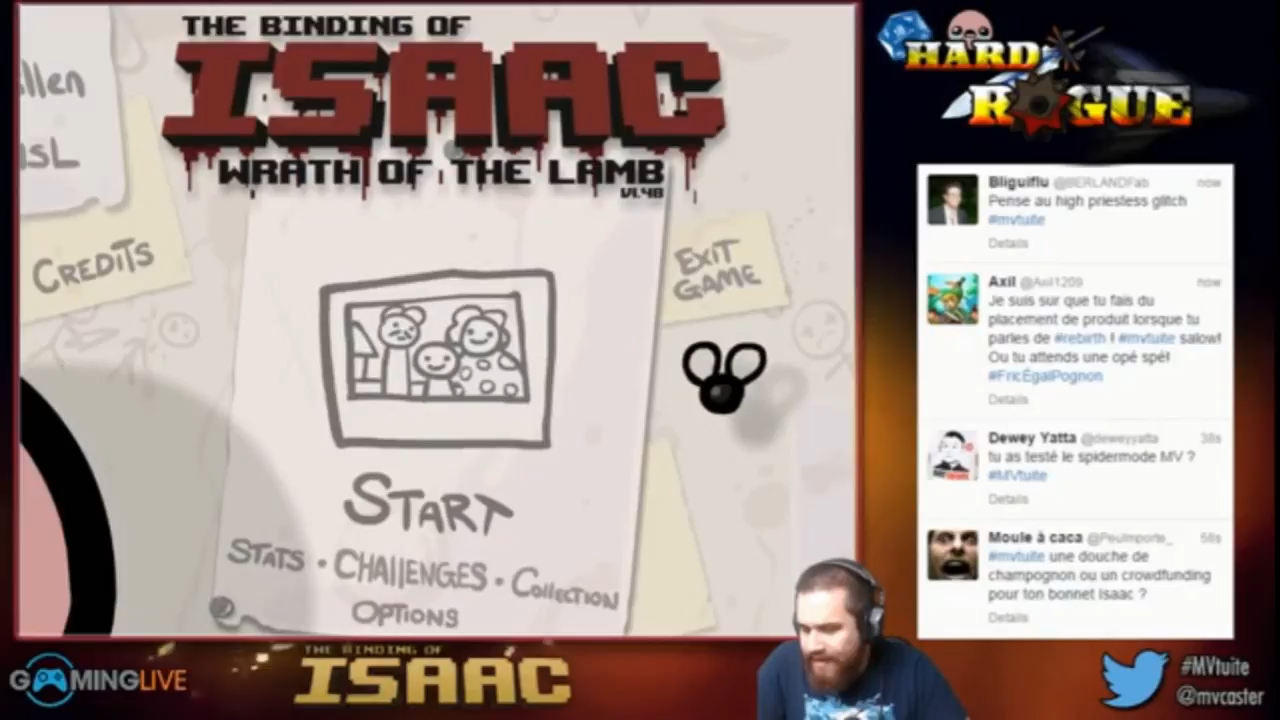 THE BINDING OF
ISAAC
WRATH OF THE LAMB
V1.48
CREDITS
EXIT
GAME
START
STATS • CHALLENGES • COLLECTION
OPTIONS
HARD
ROGUE
Bliguiflu @BERLANDFab now
Pense au high priestess glitch
#mvtuite
Details
Axil @Axil1209 now
Je suis sur que tu fais du
placement de produit lorsque tu
parles de #rebirth ! #mvtuite salow!
Ou tu attends une opé spé!
#FricÉgalPognon
Details
Dewey Yatta @deweyyatta 38s
tu as testé le spidermode MV ?
#MVtuite
Details
Moule à caca @PeuImporte_ 58s
#mvtuite une douche de
champognon ou un crowdfunding
pour ton bonnet Isaac ?
Details
GAMINGLIVE
THE BINDING OF
ISAAC
#MVtuite
@mvcaster